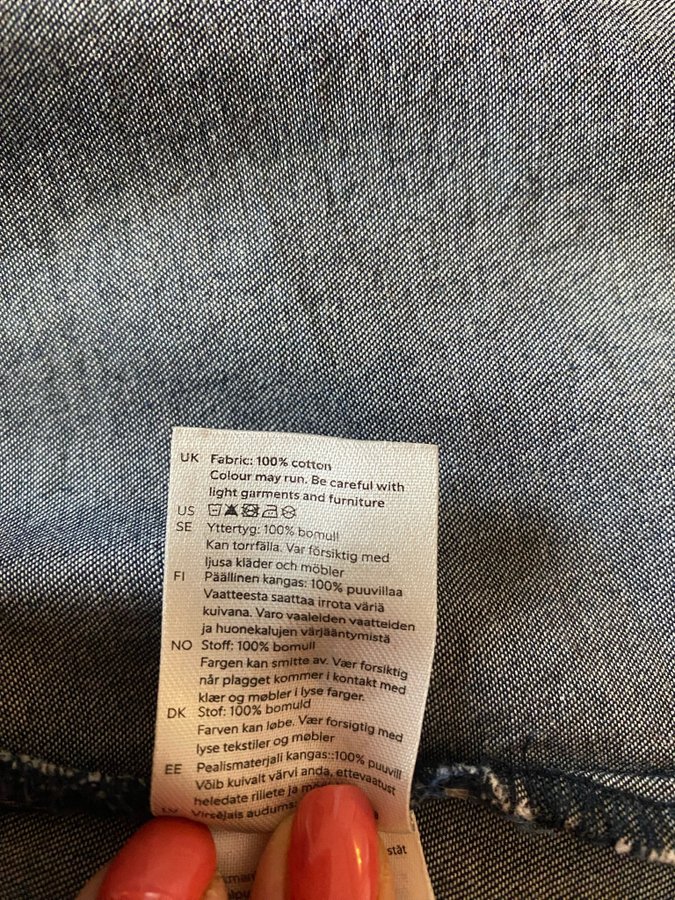 UK Fabric: 100% cotton
Colour may run. Be careful with
light garments and furniture
US
SE Yttertyg: 100% bomull
Kan torrfälla. Var försiktig med
ljusa kläder och möbler
FI Päällinen kangas: 100% puuvillaa
Vaatteesta saattaa irrota väriä
kuivana. Varo vaaleiden vaatteiden
ja huonekalujen värjääntymistä
NO Stoff: 100% bomull
Fargen kan smitte av. Vær forsiktig
når plagget kommer i kontakt med
klær og møbler i lyse farger.
DK Stof: 100% bomuld
Farven kan løbe. Vær forsigtig med
lyse tekstiler og møbler
EE Pealismaterjali kangas::100% puuvill
Võib kuivalt värvi anda, ettevaatust
heledate riiete ja
LV Virsējais audums:
ståt